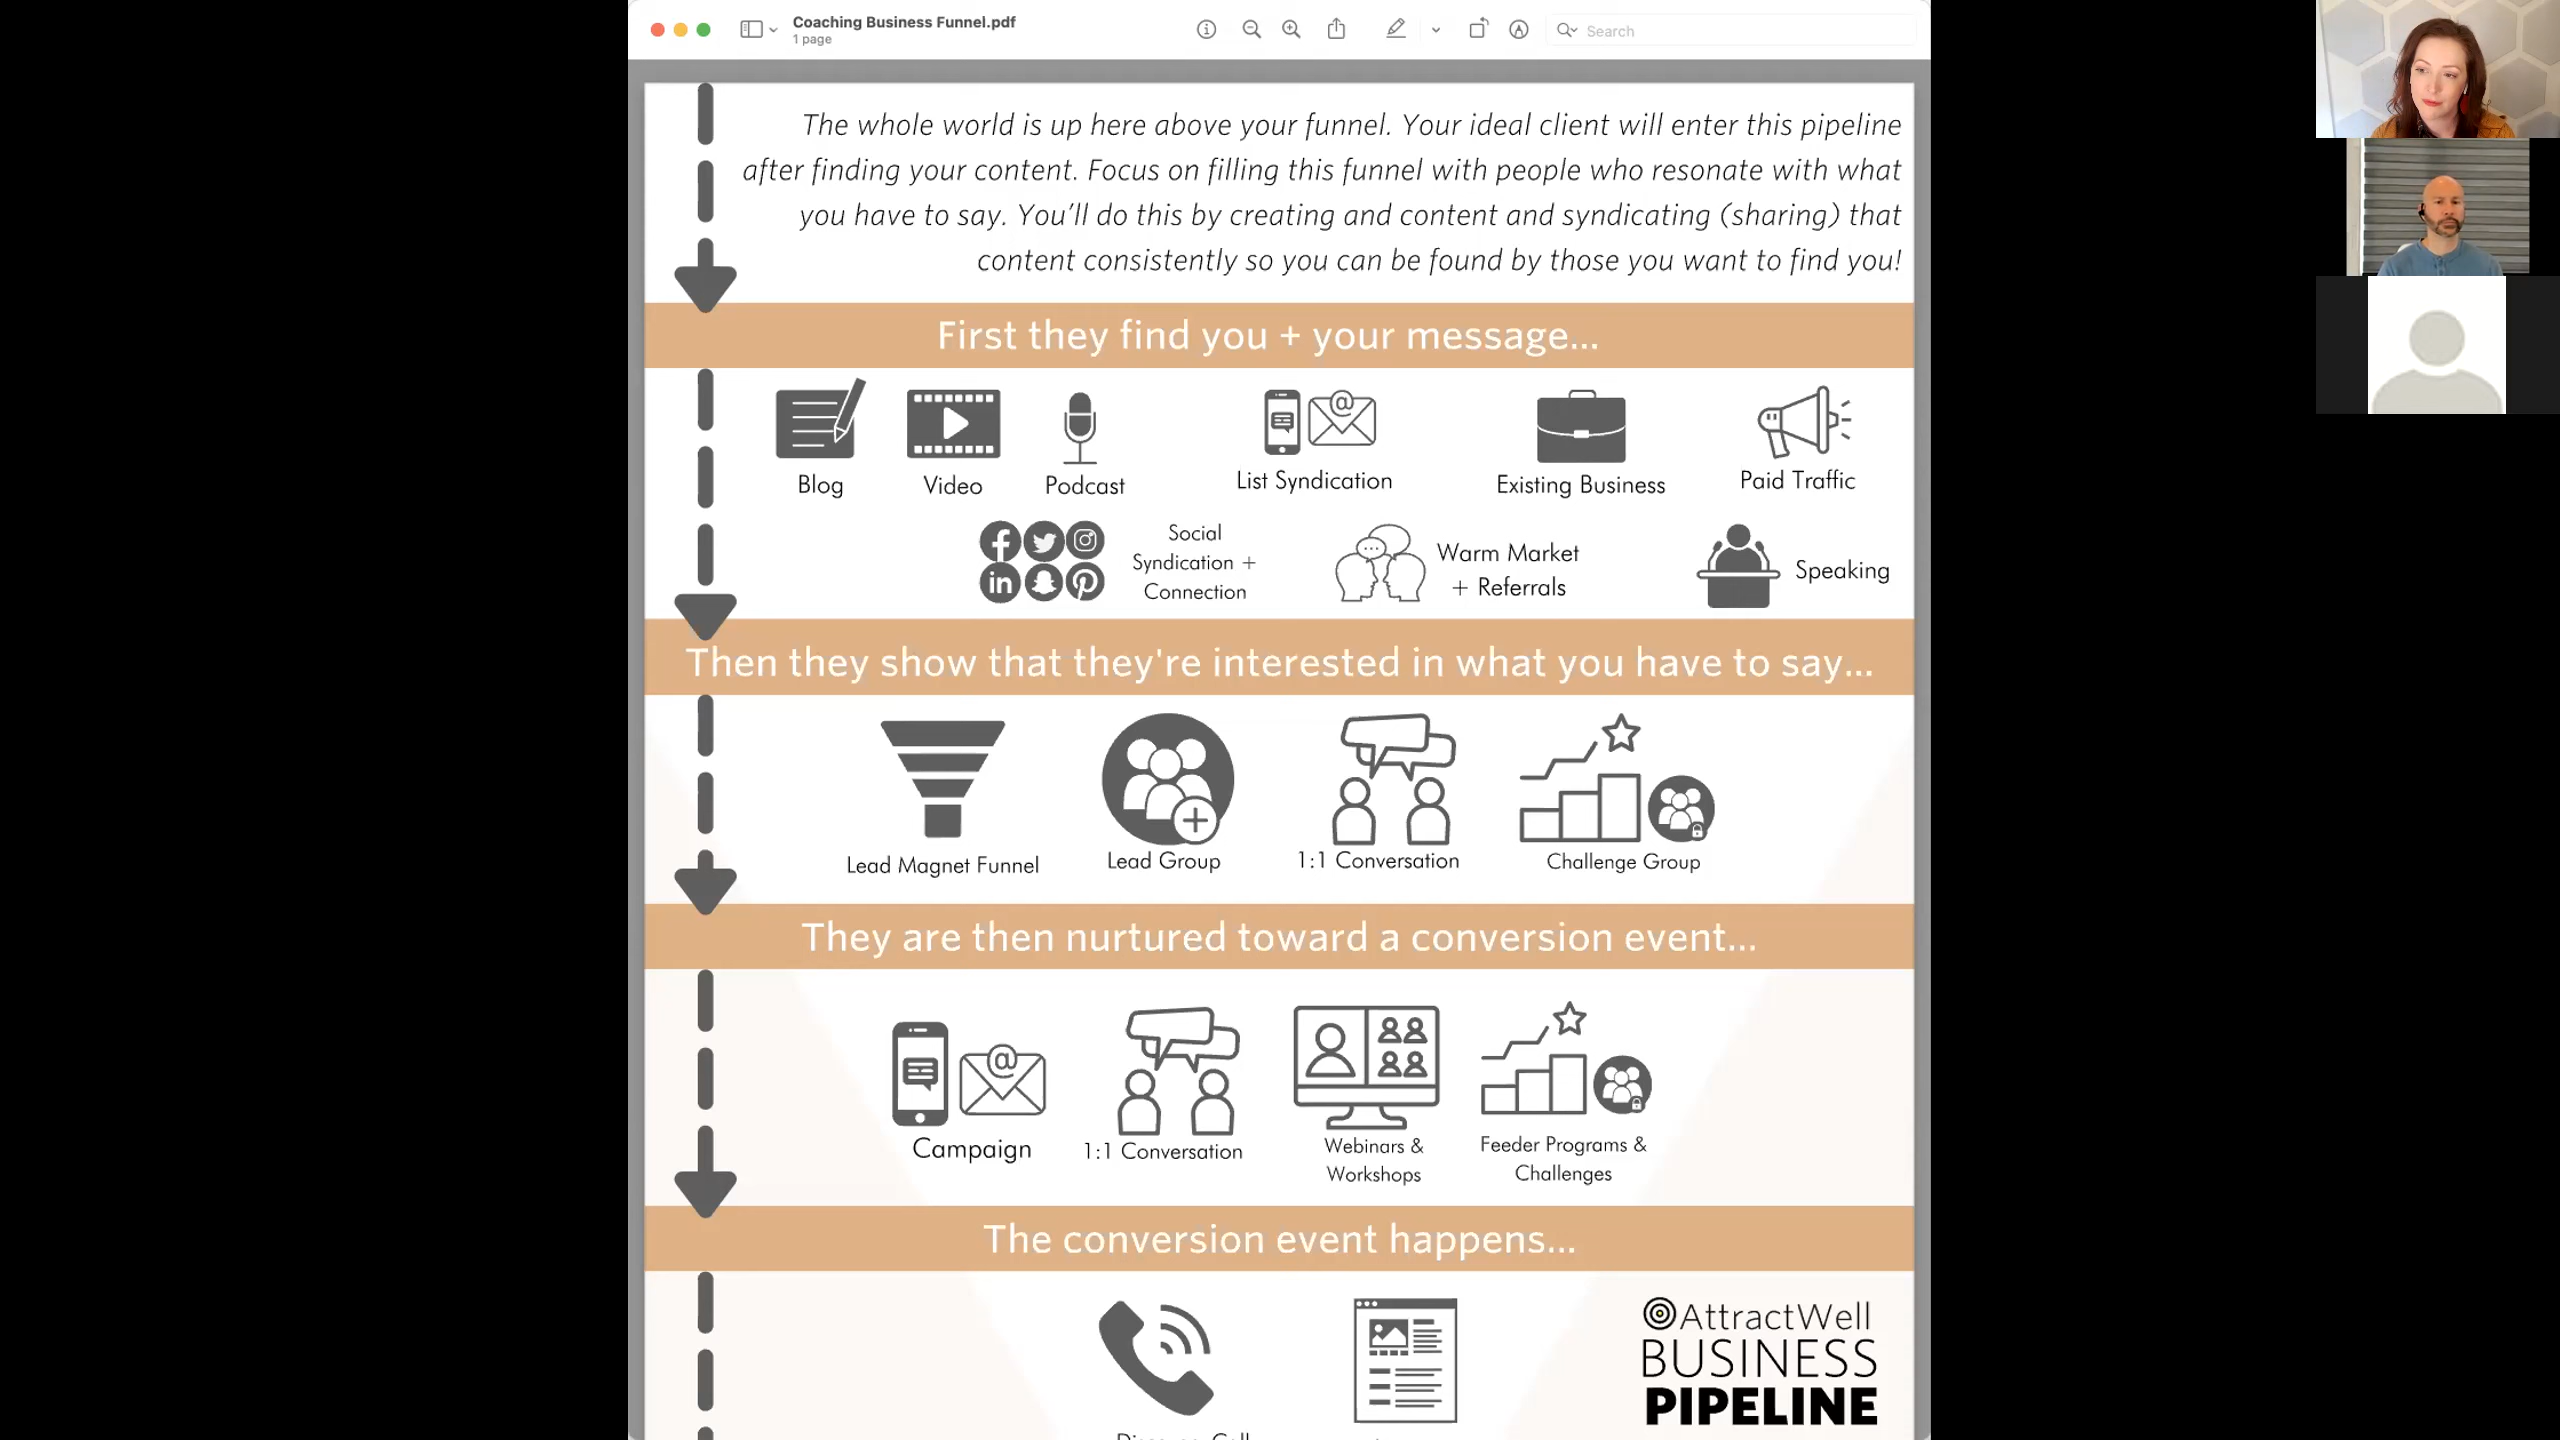 Coaching Business Funnel.pdf
1 page
Search
The whole world is up here above your funnel. Your ideal client will enter this pipeline
after finding your content. Focus on filling this funnel with people who resonate with what
you have to say. You'll do this by creating and content and syndicating (sharing) that
content consistently so you can be found by those you want to find you!
First they find you + your message...
Blog
Video
Podcast
List Syndication
Existing Business
Paid Traffic
Social
Syndication +
Connection
Warm Market
+ Referrals
Speaking
Then they show that they're interested in what you have to say...
Lead Magnet Funnel
Lead Group
1:1 Conversation
Challenge Group
They are then nurtured toward a conversion event...
Campaign
1:1 Conversation
Webinars &
Workshops
Feeder Programs &
Challenges
The conversion event happens...
AttractWell
BUSINESS
PIPELINE